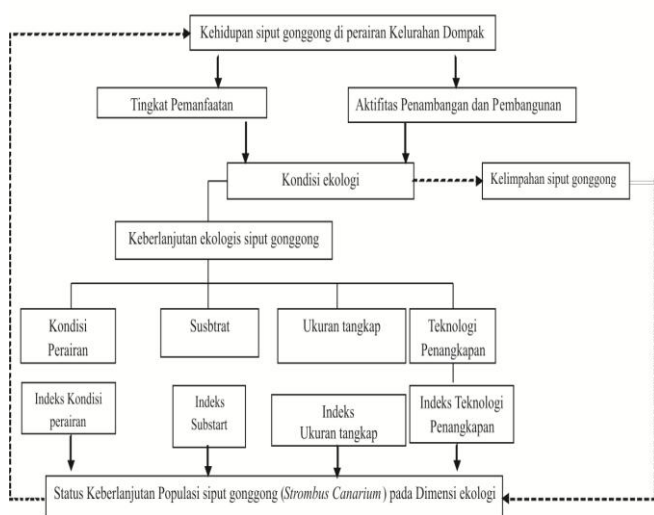 Kehidupan siput gonggong di perairan Kelurahan Dompak
Tingkat Pemanfaatan
Aktifitas Penambangan dan Pembangunan
Kondisi ekologi
Kelimpahan siput gonggong
Keberlanjutan ekologis siput gonggong
Kondisi
Perairan
Susbtrat
Ukuran tangkap
Teknologi
Penangkapan
Indeks Kondisi
perairan
Indeks
Substart
Indeks
Ukuran tangkap
Indeks Teknologi
Penangkapan
Status Keberlanjutan Populasi siput gonggong (Strombus Canarium) pada Dimensi ekologi